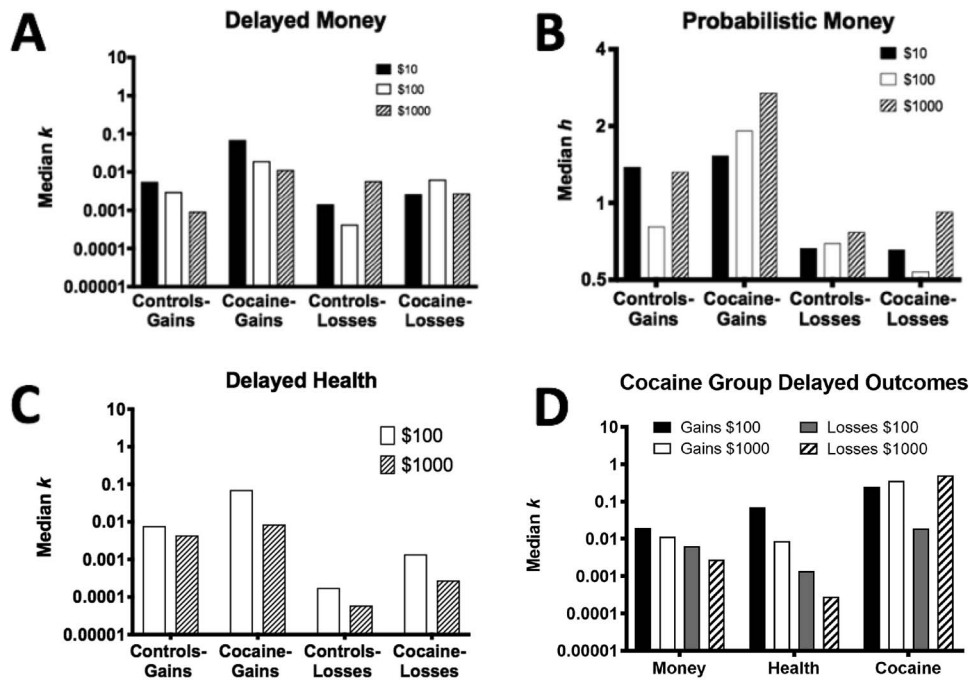 A
Delayed Money
Median k
10
1
0.1
0.01
0.001
0.0001
0.00001
$10
$100
$1000
Controls-
Gains
Cocaine-
Gains
Controls-
Losses
Cocaine-
Losses
B
Probabilistic Money
Median h
4
2
1
0.5
$10
$100
$1000
Controls-
Gains
Cocaine-
Gains
Controls-
Losses
Cocaine-
Losses
C
Delayed Health
Median k
10
1
0.1
0.01
0.001
0.0001
0.00001
$100
$1000
Controls-
Gains
Cocaine-
Gains
Controls-
Losses
Cocaine-
Losses
D
Cocaine Group Delayed Outcomes
Median k
10
1
0.1
0.01
0.001
0.0001
0.00001
Gains $100
Gains $1000
Losses $100
Losses $1000
Money
Health
Cocaine